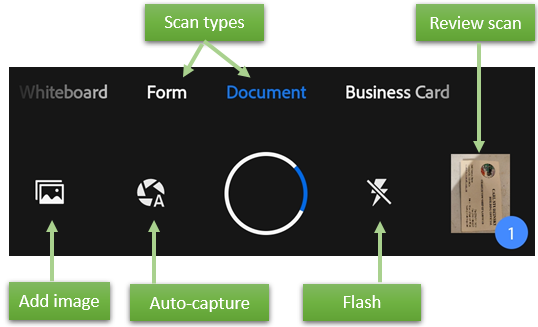 Scan types
Review scan
Whiteboard Form Document Business Card
A
1
Add image
Auto-capture
Flash